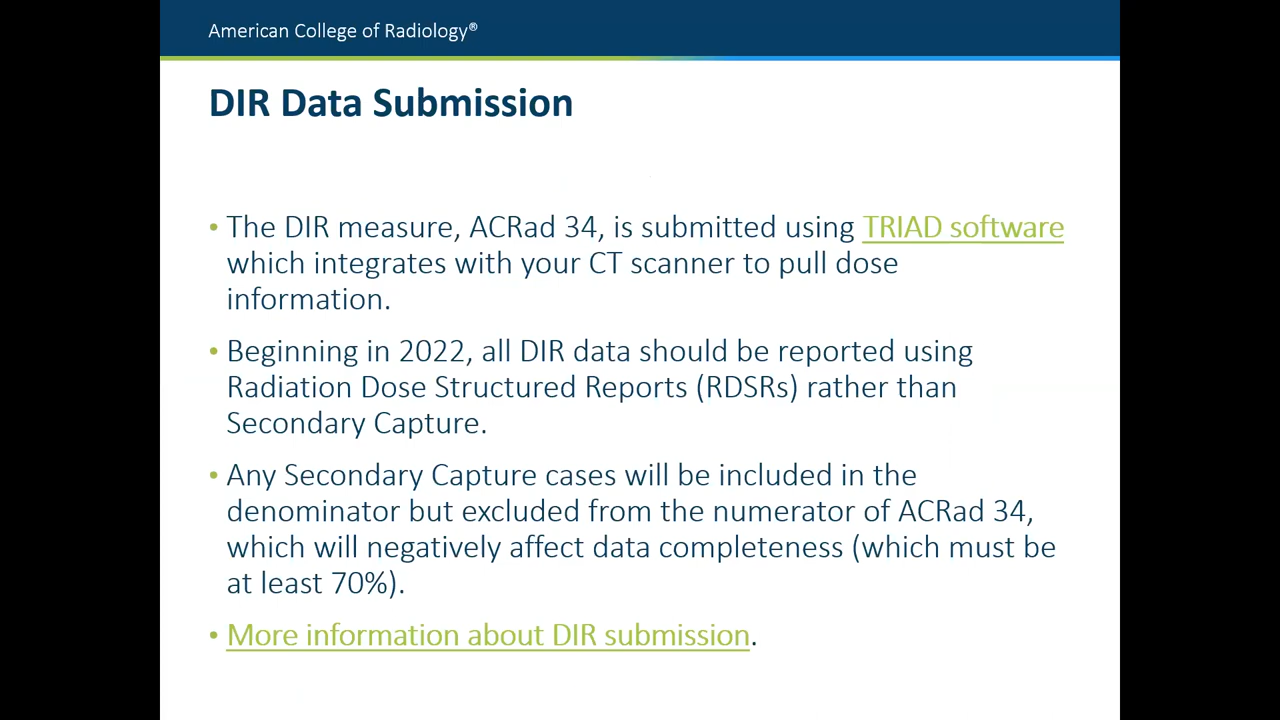 American College of Radiology®
DIR Data Submission
• The DIR measure, ACRad 34, is submitted using TRIAD software
which integrates with your CT scanner to pull dose
information.
• Beginning in 2022, all DIR data should be reported using
Radiation Dose Structured Reports (RDSRs) rather than
Secondary Capture.
• Any Secondary Capture cases will be included in the
denominator but excluded from the numerator of ACRad 34,
which will negatively affect data completeness (which must be
at least 70%).
• More information about DIR submission.